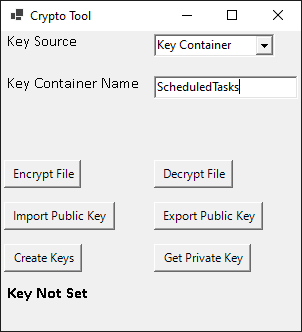 Crypto Tool
Key Source
Key Container
Key Container Name
ScheduledTasks
Encrypt File
Decrypt File
Import Public Key
Export Public Key
Create Keys
Get Private Key
Key Not Set